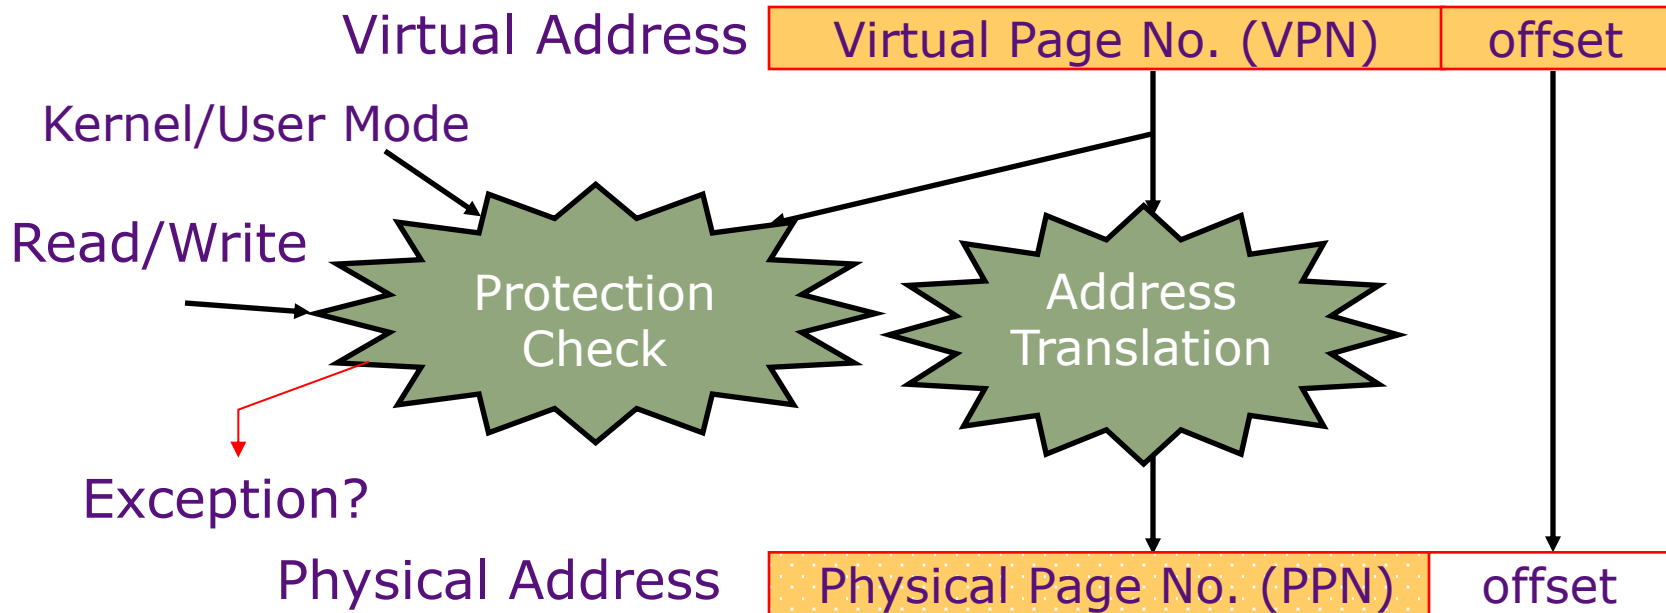 Virtual Address
Virtual Page No. (VPN)
offset
Kernel/User Mode
Read/Write
Protection
Check
Address
Translation
Exception?
Physical Address
Physical Page No. (PPN)
offset